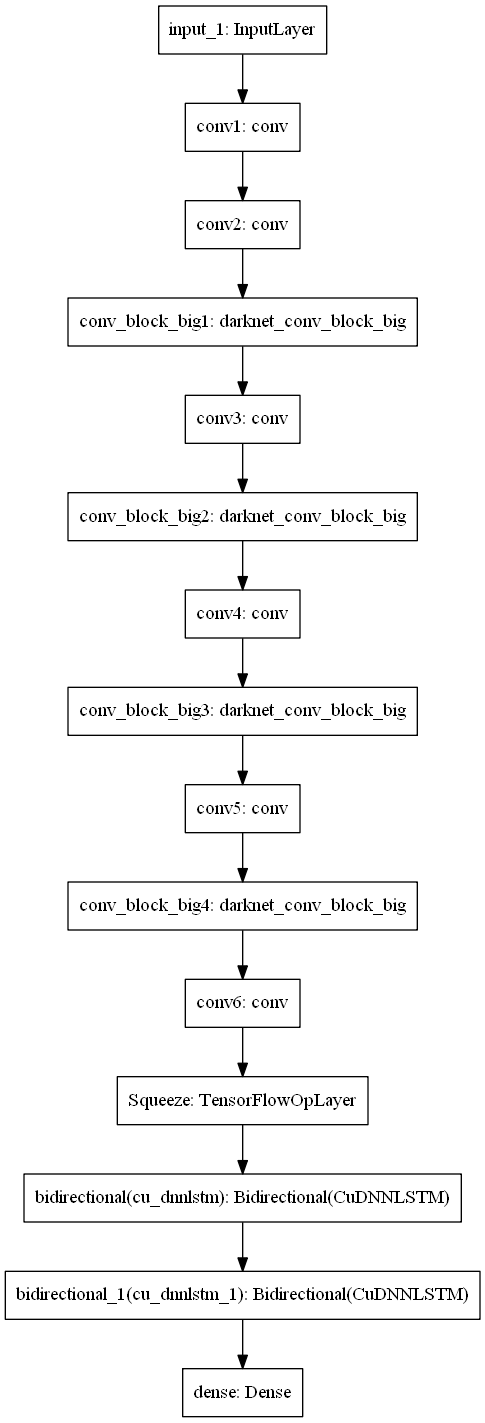 input_1: InputLayer
conv1: conv
conv2: conv
conv_block_big1: darknet_conv_block_big
conv3: conv
conv_block_big2: darknet_conv_block_big
conv4: conv
conv_block_big3: darknet_conv_block_big
conv5: conv
conv_block_big4: darknet_conv_block_big
conv6: conv
Squeeze: TensorFlowOpLayer
bidirectional(cu_dnnlstm): Bidirectional(CuDNNLSTM)
bidirectional_1(cu_dnnlstm_1): Bidirectional(CuDNNLSTM)
dense: Dense